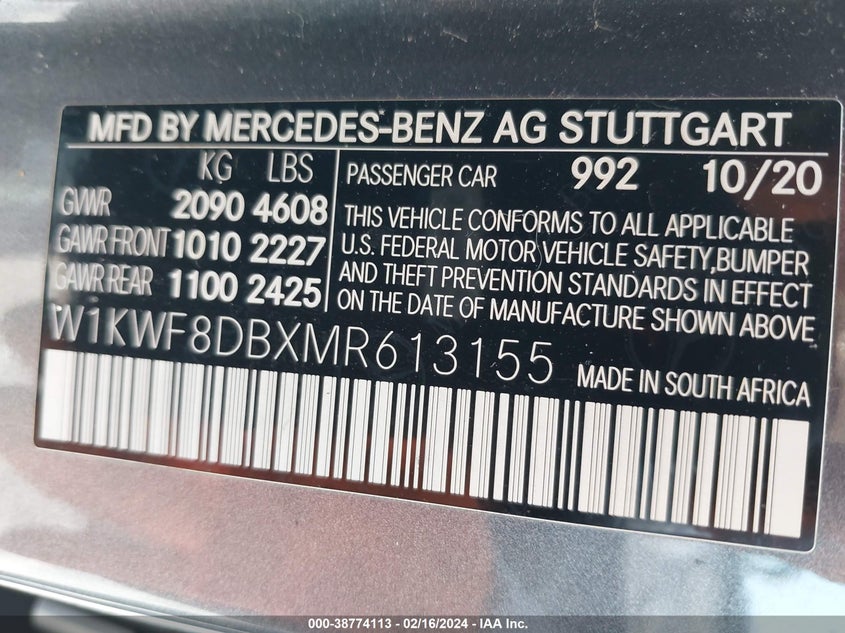 MFD BY MERCEDES-BENZ AG STUTTGART
KG LBS
GVWR 2090 4608
GAWR FRONT 1010 2227
GAWR REAR 1100 2425
PASSENGER CAR 992 10/20
THIS VEHICLE CONFORMS TO ALL APPLICABLE
U.S. FEDERAL MOTOR VEHICLE SAFETY,BUMPER
AND THEFT PREVENTION STANDARDS IN EFFECT
ON THE DATE OF MANUFACTURE SHOWN ABOVE
W1KWF8DBXMR613155 MADE IN SOUTH AFRICA
000-38774113 - 02/16/2024 - IAA Inc.